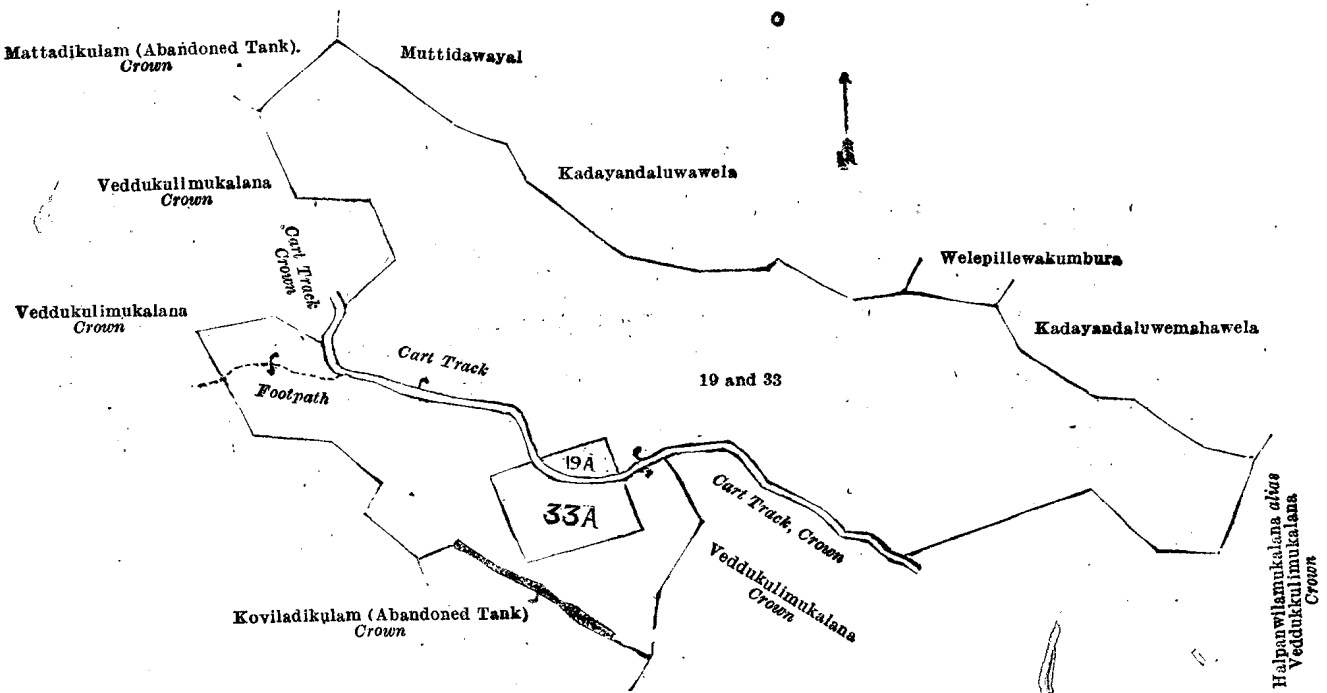 Mattadikulam (Abandoned Tank).
Crown
Muttidawayal
Veddukulimukalana
Crown
Kadayandaluwawela
Cart Track
Crown
Welepillewakumbura
Veddukulimukalana
Crown
Kadayandaluwemahawela
Cart Track
19 and 33
Footpath
19A
33A
Cart Track, Crown
Veddukulimukalana
Crown
Koviladikulam (Abandoned Tank)
Crown
Halpanwilamukalana alias
Veddukkulimukalana
Crown